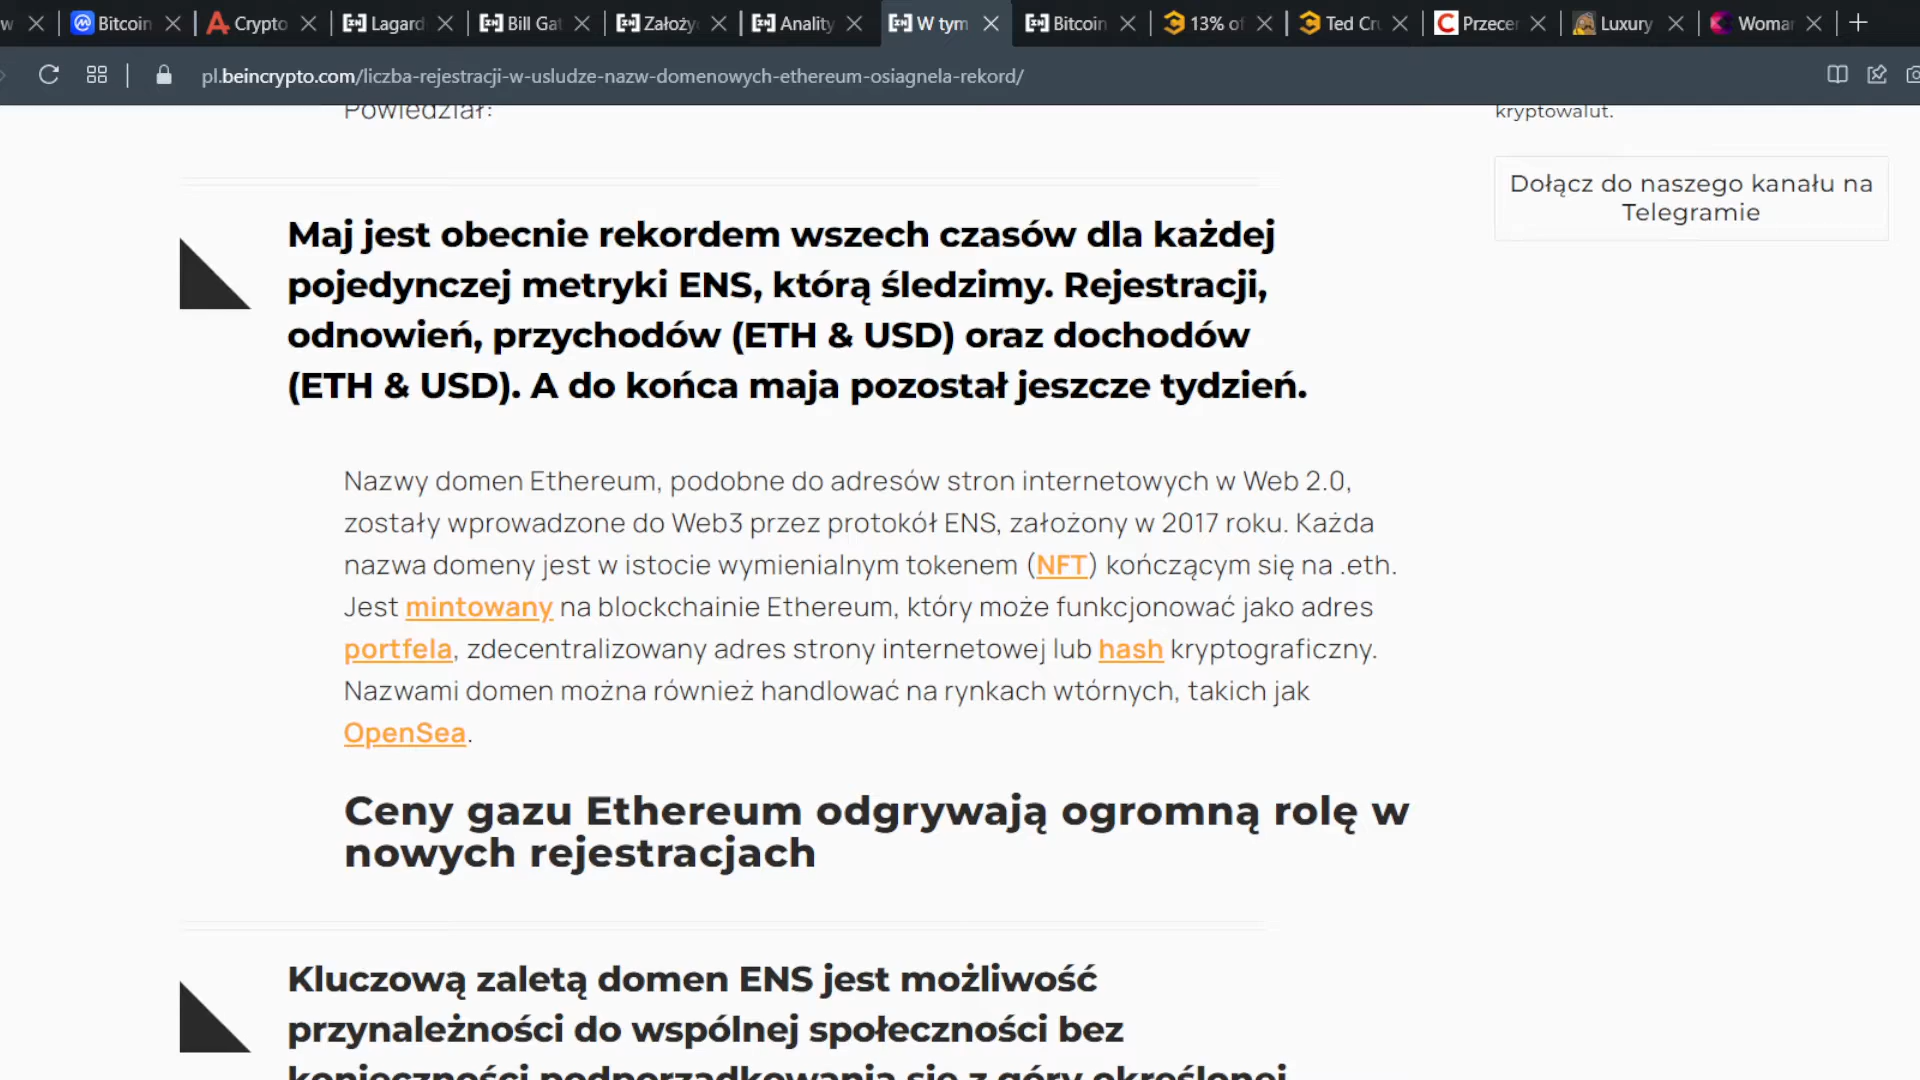 w
Bitcoin
Crypto
Lagard
Bill Gat
Założy
Anality
W tym
Bitcoin
13% of
Ted Cru
Przecen
Luxury
Woman
pl.beincrypto.com/liczba-rejestracji-w-usludze-nazw-domenowych-ethereum-osiagnela-rekord/
Powiedział:
kryptowalut.
Dołącz do naszego kanału na
Telegramie
Maj jest obecnie rekordem wszech czasów dla każdej
pojedynczej metryki ENS, którą śledzimy. Rejestracji,
odnowień, przychodów (ETH & USD) oraz dochodów
(ETH & USD). A do końca maja pozostał jeszcze tydzień.
Nazwy domen Ethereum, podobne do adresów stron internetowych w Web 2.0,
zostały wprowadzone do Web3 przez protokół ENS, założony w 2017 roku. Każda
nazwa domeny jest w istocie wymienialnym tokenem (NFT) kończącym się na .eth.
Jest mintowany na blockchainie Ethereum, który może funkcjonować jako adres
portfela, zdecentralizowany adres strony internetowej lub hash kryptograficzny.
Nazwami domen można również handlować na rynkach wtórnych, takich jak
OpenSea.
Ceny gazu Ethereum odgrywają ogromną rolę w
nowych rejestracjach
Kluczową zaletą domen ENS jest możliwość
przynależności do wspólnej społeczności bez
konieczności podporządkowania się z góry określonej